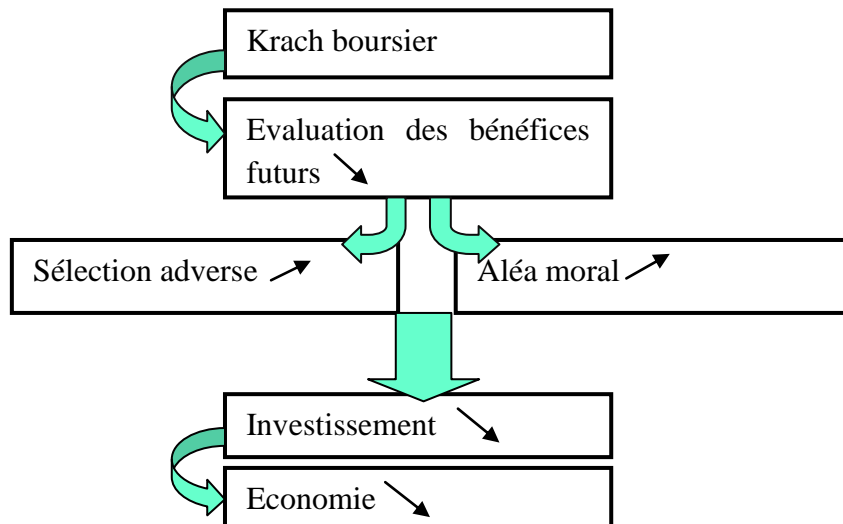 Krach boursier
Evaluation des bénéfices
futurs
Sélection adverse
Aléa moral
Investissement
Economie